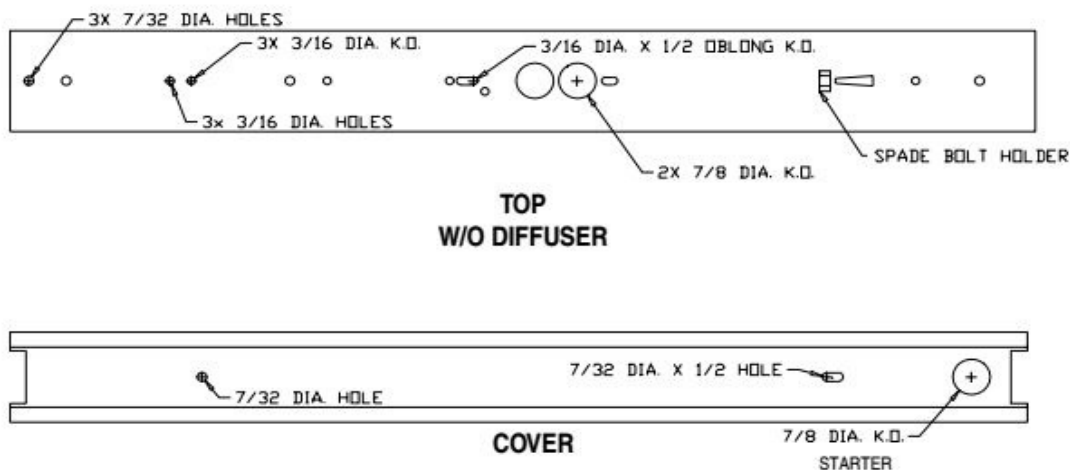 3X 7/32 DIA. HOLES
3X 3/16 DIA. K.O.
3/16 DIA. X 1/2 OBLONG K.O.
3x 3/16 DIA. HOLES
SPADE BOLT HOLDER
2X 7/8 DIA. K.O.
TOP
W/O DIFFUSER
7/32 DIA. X 1/2 HOLE
7/32 DIA. HOLE
7/8 DIA. K.O.
COVER
STARTER